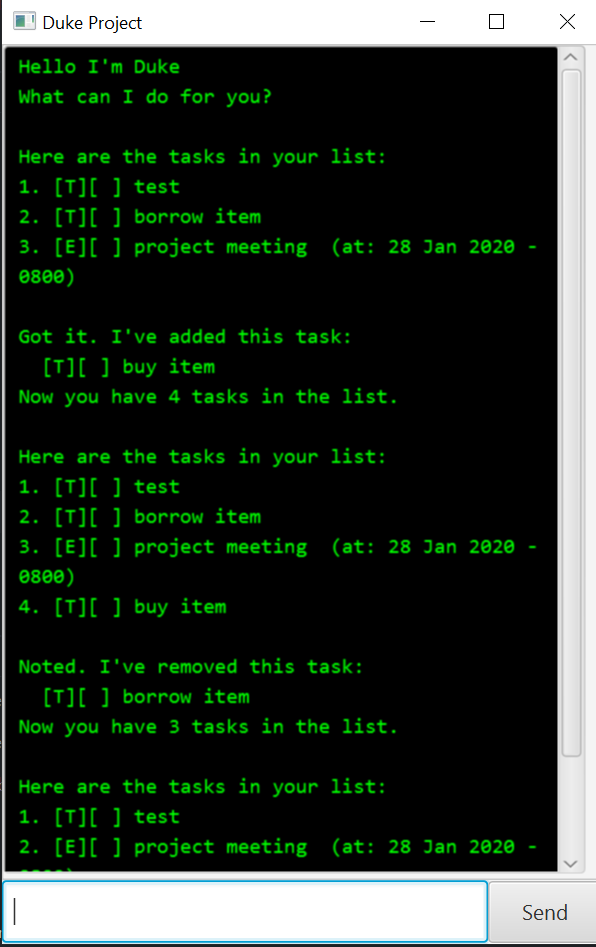 Duke Project
Hello I'm Duke
What can I do for you?
Here are the tasks in your list:
1. [T][ ] test
2. [T][ ] borrow item
3. [E][ ] project meeting  (at: 28 Jan 2020 -
0800)
Got it. I've added this task:
  [T][ ] buy item
Now you have 4 tasks in the list.
Here are the tasks in your list:
1. [T][ ] test
2. [T][ ] borrow item
3. [E][ ] project meeting  (at: 28 Jan 2020 -
0800)
4. [T][ ] buy item
Noted. I've removed this task:
  [T][ ] borrow item
Now you have 3 tasks in the list.
Here are the tasks in your list:
1. [T][ ] test
2. [E][ ] project meeting  (at: 28 Jan 2020 -
Send